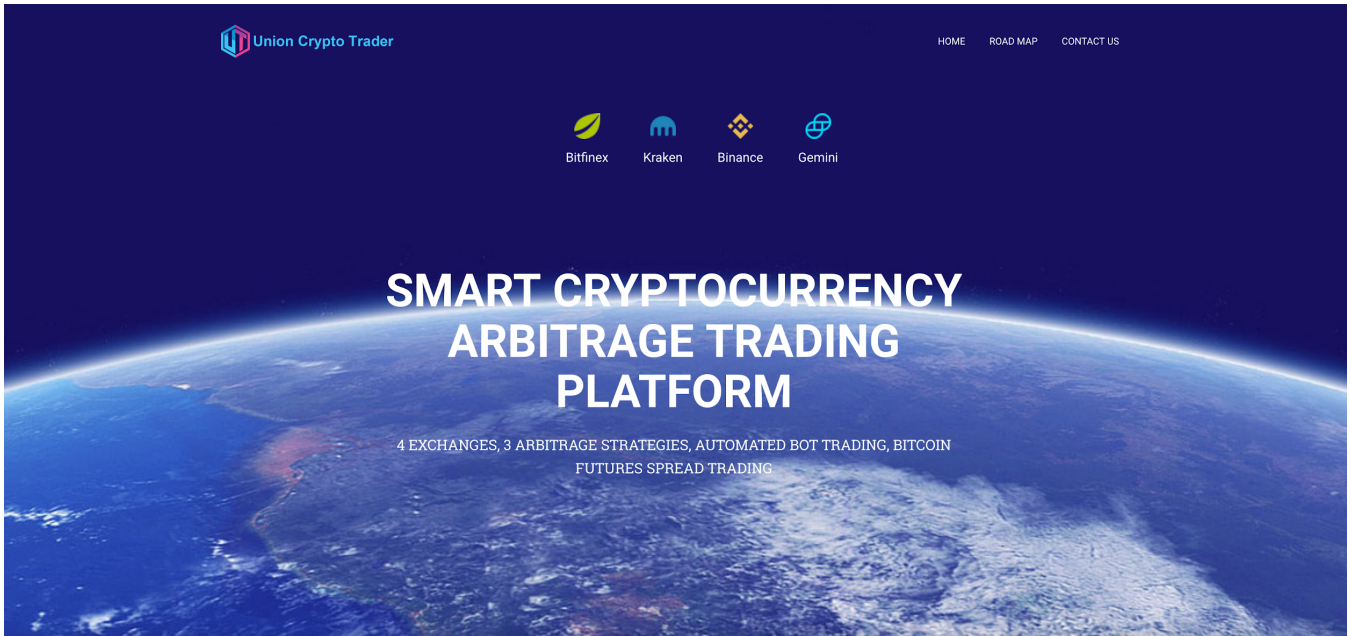 Union Crypto Trader
HOME ROAD MAP CONTACT US
Bitfinex Kraken Binance Gemini
SMART CRYPTOCURRENCY
ARBITRAGE TRADING
PLATFORM
4 EXCHANGES, 3 ARBITRAGE STRATEGIES, AUTOMATED BOT TRADING, BITCOIN
FUTURES SPREAD TRADING